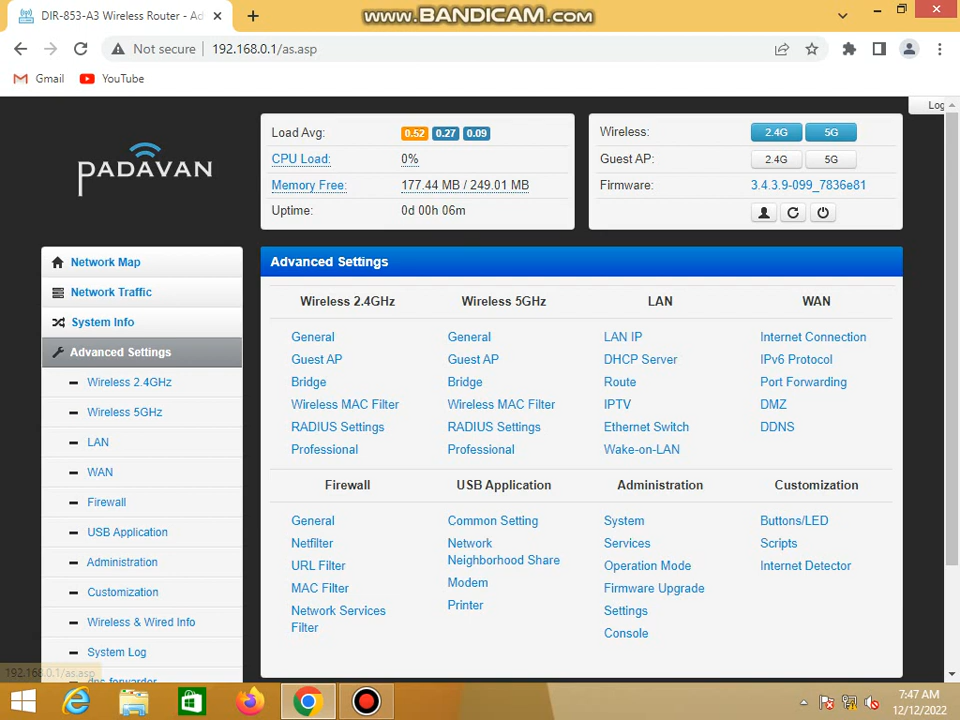 DIR-853-A3 Wireless Router - Ad
WWW.BANDICAM.COM
Not secure
192.168.0.1/as.asp
Gmail
YouTube
Log
PADAVAN
Load Avg: 0.52 0.27 0.09
CPU Load: 0%
Memory Free: 177.44 MB / 249.01 MB
Uptime: 0d 00h 06m
Wireless: 2.4G 5G
Guest AP: 2.4G 5G
Firmware: 3.4.3.9-099_7836e81
Network Map
Network Traffic
System Info
Advanced Settings
Wireless 2.4GHz
Wireless 5GHz
LAN
WAN
Firewall
USB Application
Administration
Customization
Wireless & Wired Info
System Log
dns-forwarder
192.168.0.1/as.asp
Advanced Settings
Wireless 2.4GHz
General
Guest AP
Bridge
Wireless MAC Filter
RADIUS Settings
Professional
Wireless 5GHz
General
Guest AP
Bridge
Wireless MAC Filter
RADIUS Settings
Professional
LAN
LAN IP
DHCP Server
Route
IPTV
Ethernet Switch
Wake-on-LAN
WAN
Internet Connection
IPv6 Protocol
Port Forwarding
DMZ
DDNS
Firewall
General
Netfilter
URL Filter
MAC Filter
Network Services
Filter
USB Application
Common Setting
Network
Neighborhood Share
Modem
Printer
Administration
System
Services
Operation Mode
Firmware Upgrade
Settings
Console
Customization
Buttons/LED
Scripts
Internet Detector
7:47 AM
12/12/2022